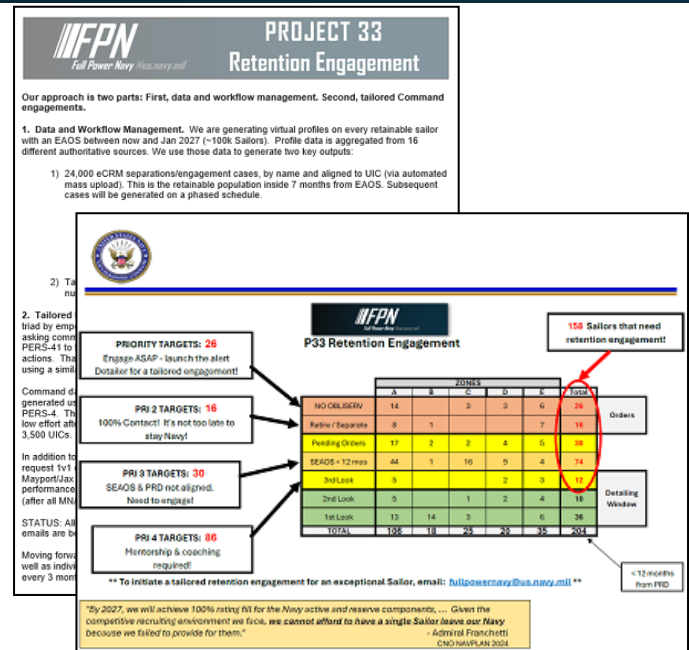 FPN
Full Power Navy @us.navy.mil
PROJECT 33
Retention Engagement
Our approach is two parts: First, data and workflow management. Second, tailored Command
engagements.
1. Data and Workflow Management. We are generating virtual profiles on every retainable sailor
with an EAOS between now and Jan 2027 (~100k Sailors). Profile data is aggregated from 16
different authoritative sources. We use those data to generate two key outputs:
1) 24,000 eCRM separations/engagement cases, by name and aligned to UIC (via automated
mass upload). This is the retainable population inside 7 months from EAOS. Subsequent
cases will be generated on a phased schedule.
2) Ta
nu
2. Tailored
triad by emp
asking comm
PERS-41 to
actions. Tha
using a simil
Command da
generated us
PERS-4. Th
low effort afte
3,500 UICs.
In addition to
request 1v1
Mayport/Jax
performance
(after all MNA
STATUS: All
emails are be
Moving forwa
well as indivi
every 3 mont
FPN
P33 Retention Engagement
158 Sailors that need
retention engagement!
PRIORITY TARGETS: 26
Engage ASAP - launch the alert
Detailer for a tailored engagement!
PRI 2 TARGETS: 16
100% Contact! It's not too late to
stay Navy!
PRI 3 TARGETS: 30
SEAOS & PRD not aligned.
Need to engage!
PRI 4 TARGETS: 86
Mentorship & coaching
required!
ZONES
A B C D E Total
NO OBLISERV 14 3 3 6 26
Retire / Separate 8 1 7 16
Pending Orders 17 2 2 4 5 30
SEAOS < 12 mos 44 1 16 9 4 74
3rd Look 5 2 3 12
2nd Look 5 1 2 4 10
1st Look 13 14 3 6 36
TOTAL 106 18 25 20 35 204
Orders
Detailing
Window
< 12 months
from PRD
** To initiate a tailored retention engagement for an exceptional Sailor, email: fullpowernavy@us.navy.mil **
"By 2027, we will achieve 100% rating fill for the Navy active and reserve components, ... Given the
competitive recruiting environment we face, we cannot afford to have a single Sailor leave our Navy
because we failed to provide for them."
- Admiral Franchetti
CNO NAVPLAN 2024